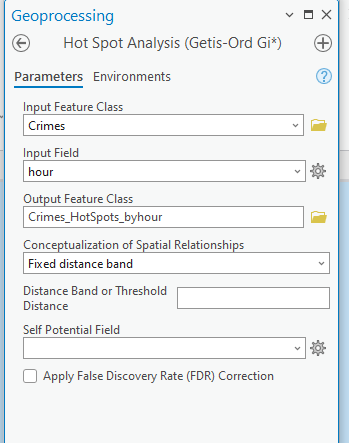 Geoprocessing
Hot Spot Analysis (Getis-Ord Gi*)
Parameters Environments
Input Feature Class
Crimes
Input Field
hour
Output Feature Class
Crimes_HotSpots_byhour
Conceptualization of Spatial Relationships
Fixed distance band
Distance Band or Threshold
Distance
Self Potential Field
Apply False Discovery Rate (FDR) Correction